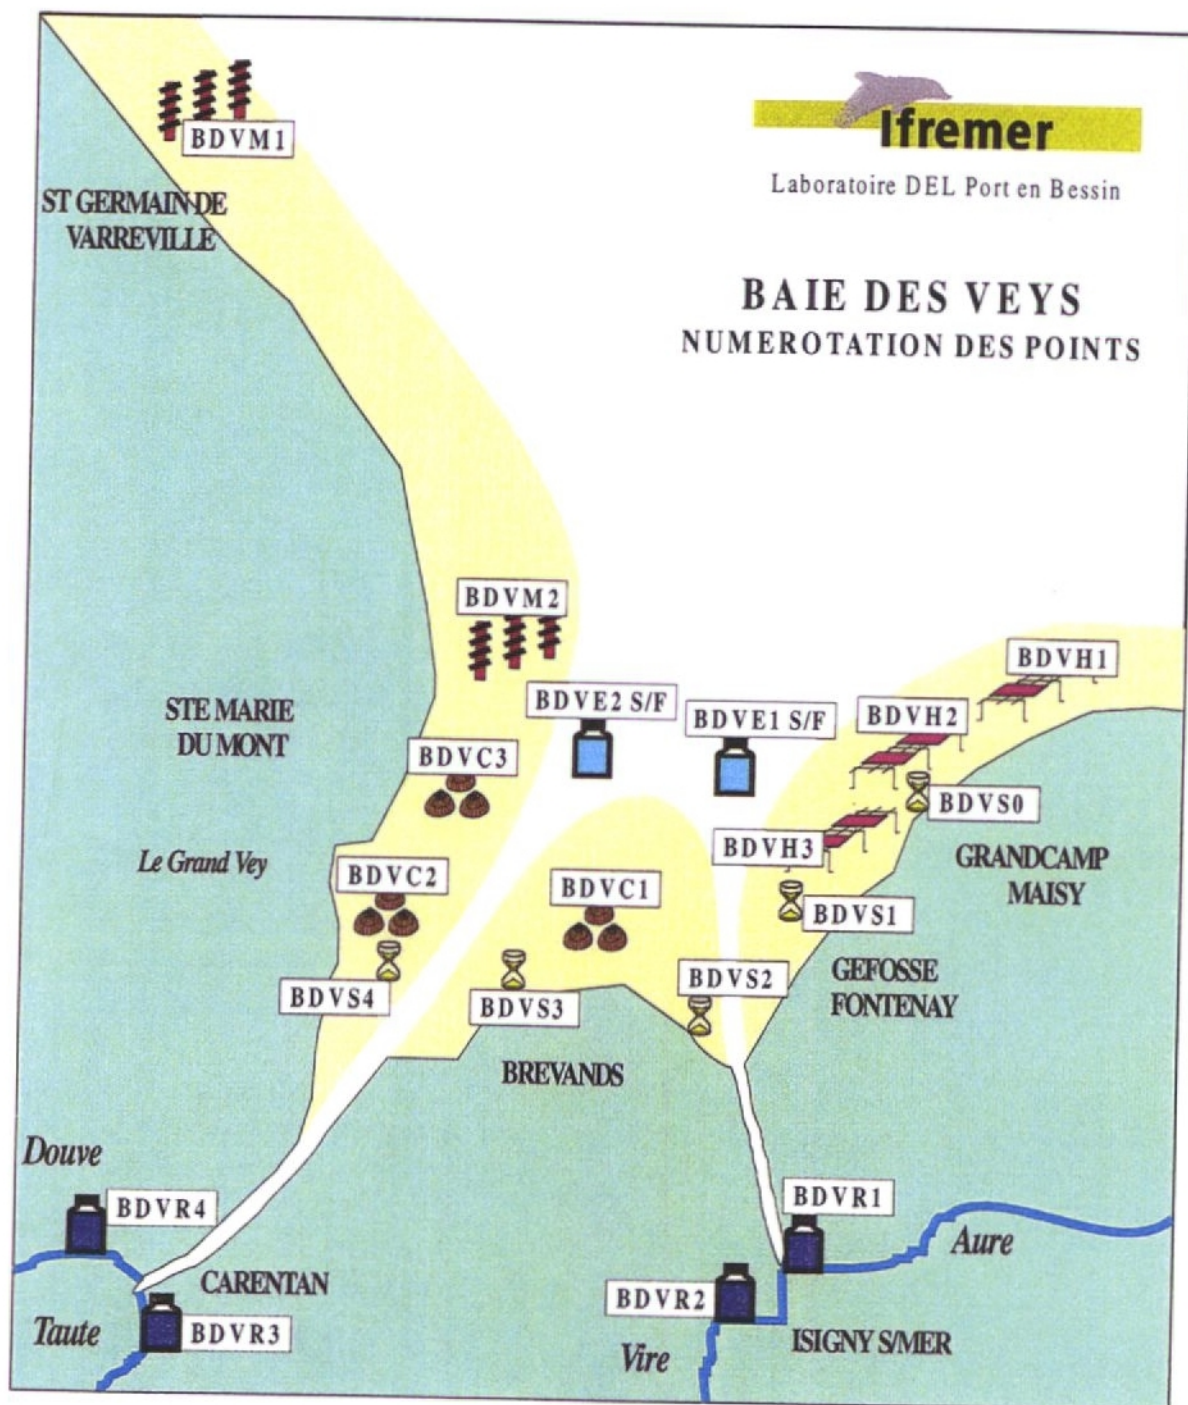 Ifremer
Laboratoire DEL Port en Bessin
BAIE DES VEYS
NUMEROTATION DES POINTS
BDVM1
ST GERMAIN DE
VARREVILLE
BDVM2
BDVH1
STE MARIE
DU MONT
BDVE2 S/F
BDVE1 S/F
BDVH2
BDVC3
BDVS0
Le Grand Vey
BDVH3
GRANDCAMP
MAISY
BDVC2
BDVC1
BDVS1
BDVS4
BDVS3
BDVS2
GEFOSSE
FONTENAY
BREVANDS
Douve
BDVR4
BDVR1
Aure
CARENTAN
BDVR2
Taute
BDVR3
Vire
ISIGNY S/MER